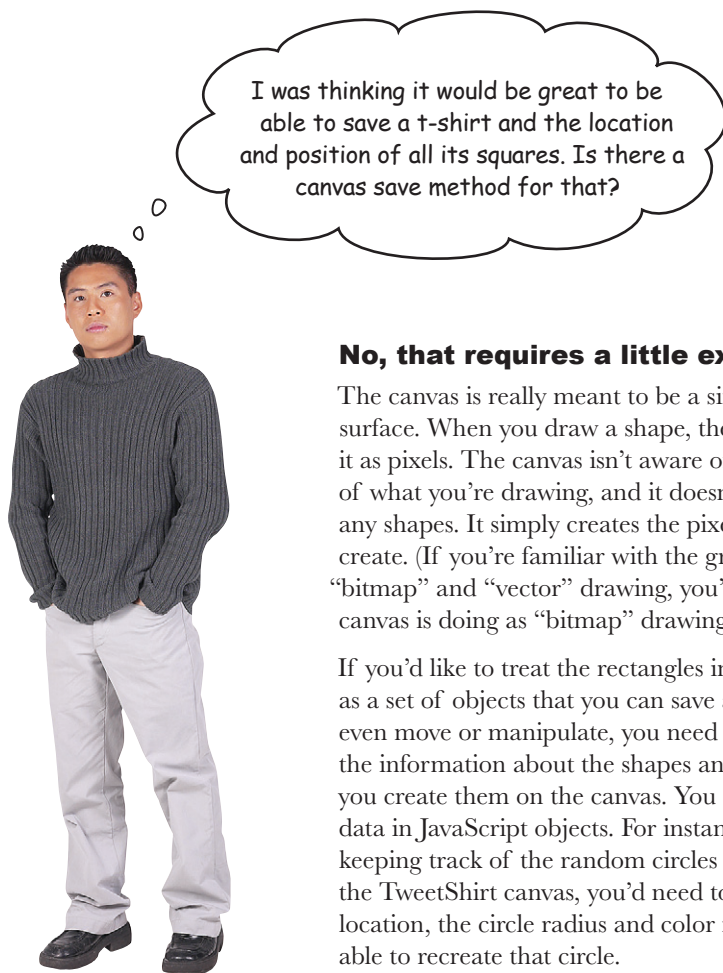 I was thinking it would be great to be
able to save a t-shirt and the location
and position of all its squares. Is there a
canvas save method for that?
No, that requires a little ex
The canvas is really meant to be a si
surface. When you draw a shape, the
it as pixels. The canvas isn’t aware o
of what you’re drawing, and it doesn
any shapes. It simply creates the pixe
create. (If you’re familiar with the gr
“bitmap” and “vector” drawing, you’
canvas is doing as “bitmap” drawing
If you’d like to treat the rectangles in
as a set of objects that you can save
even move or manipulate, you need
the information about the shapes an
you create them on the canvas. You
data in JavaScript objects. For instan
keeping track of the random circles
the TweetShirt canvas, you’d need to
location, the circle radius and color
able to recreate that circle.